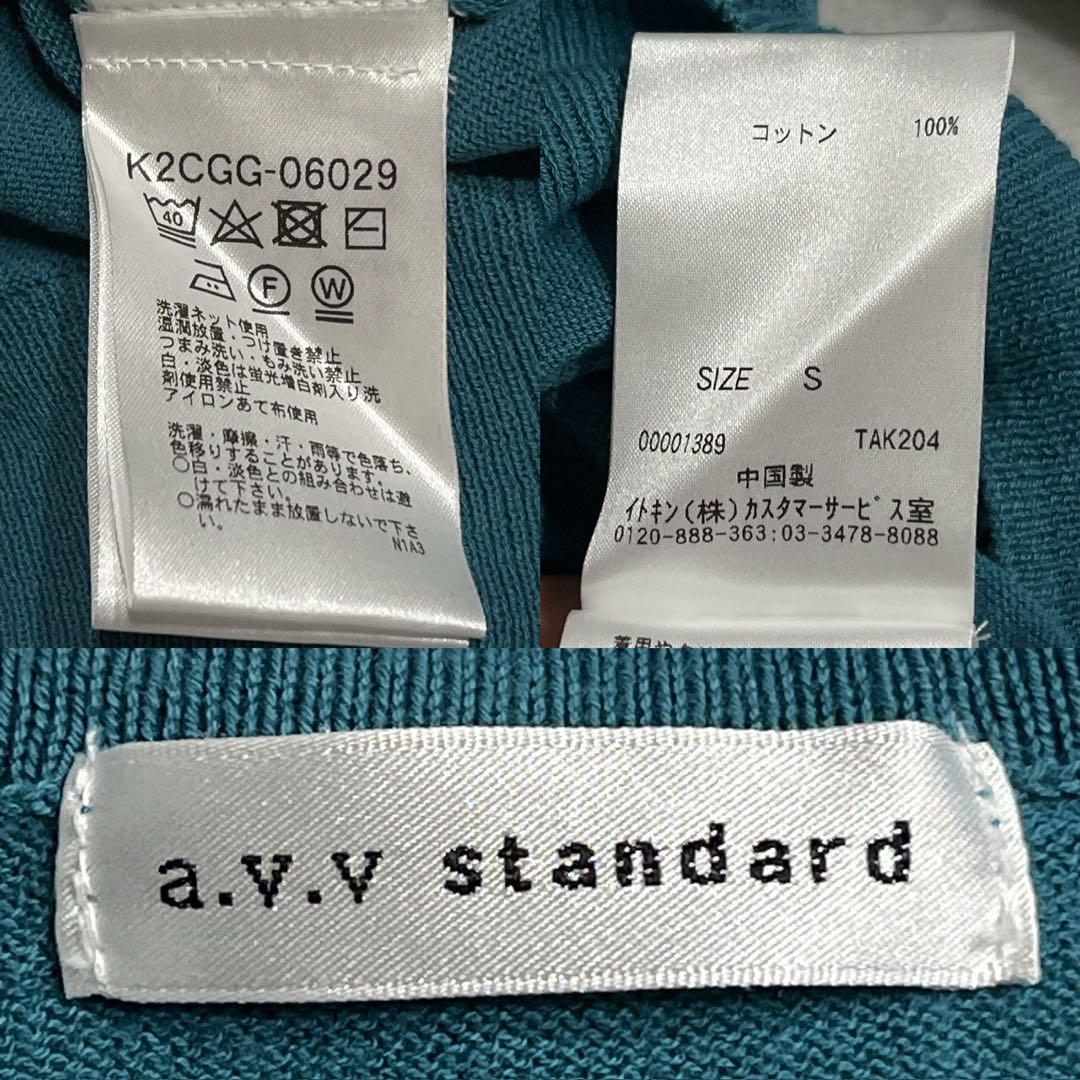 K2CGG-06029
40
F W
洗濯ネット使用
湿潤放置・つけ置き禁止
つまみ洗い・もみ洗い禁止
白・淡色は蛍光増白剤入り洗
剤使用禁止
アイロンあて布使用
洗濯・摩擦・汗・雨等で色落ち、
色移りすることがあります。
○白・淡色との組み合わせは避
けて下さい。
○濡れたまま放置しないで下さ
い。
N1A3
コットン 100%
SIZE S
00001389 TAK204
中国製
イトキン(株)カスタマーサービス室
0120-888-363:03-3478-8088
a.v.v standard